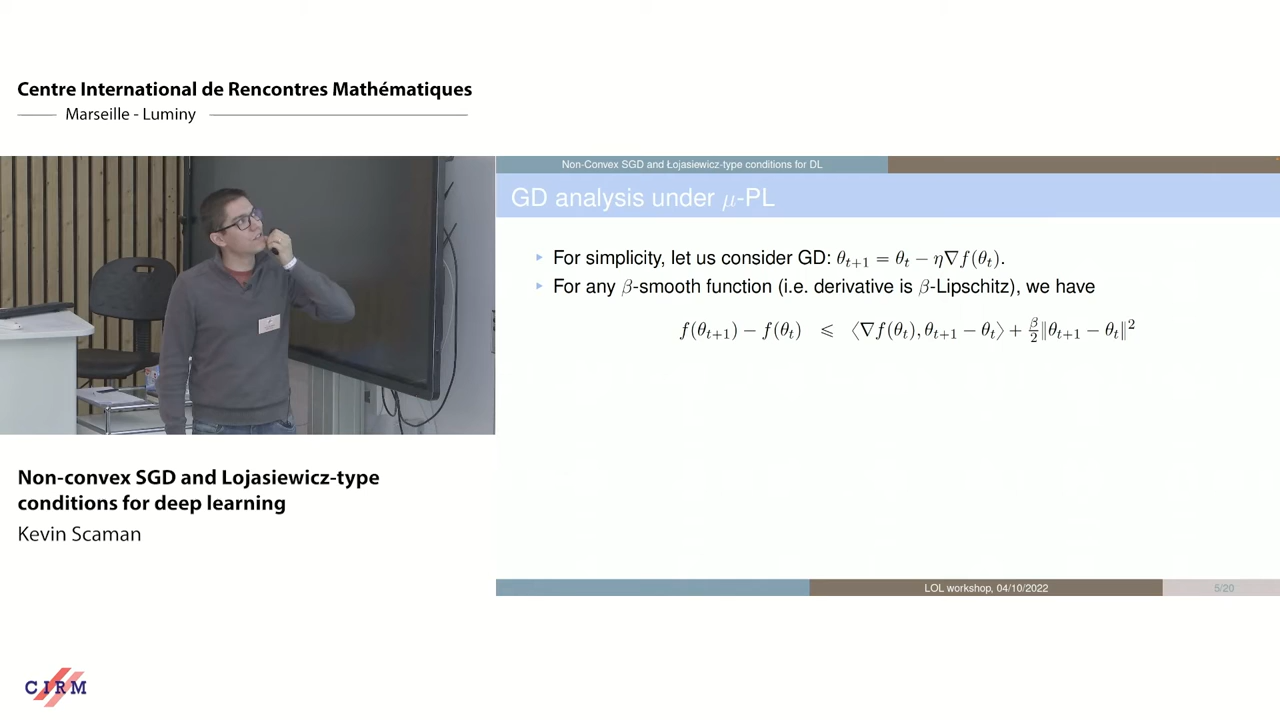 Centre International de Rencontres Mathématiques
Marseille - Luminy
Non-Convex SGD and Łojasiewicz-type conditions for DL
GD analysis under μ-PL
For simplicity, let us consider GD: θ_{t+1} = θ_t − η∇f(θ_t).
For any β-smooth function (i.e. derivative is β-Lipschitz), we have
f(θ_{t+1}) − f(θ_t) ⩽ ⟨∇f(θ_t), θ_{t+1} − θ_t⟩ + β/2 ‖θ_{t+1} − θ_t‖²
Non-convex SGD and Lojasiewicz-type
conditions for deep learning
Kevin Scaman
LOL workshop, 04/10/2022
5/20
CIRM